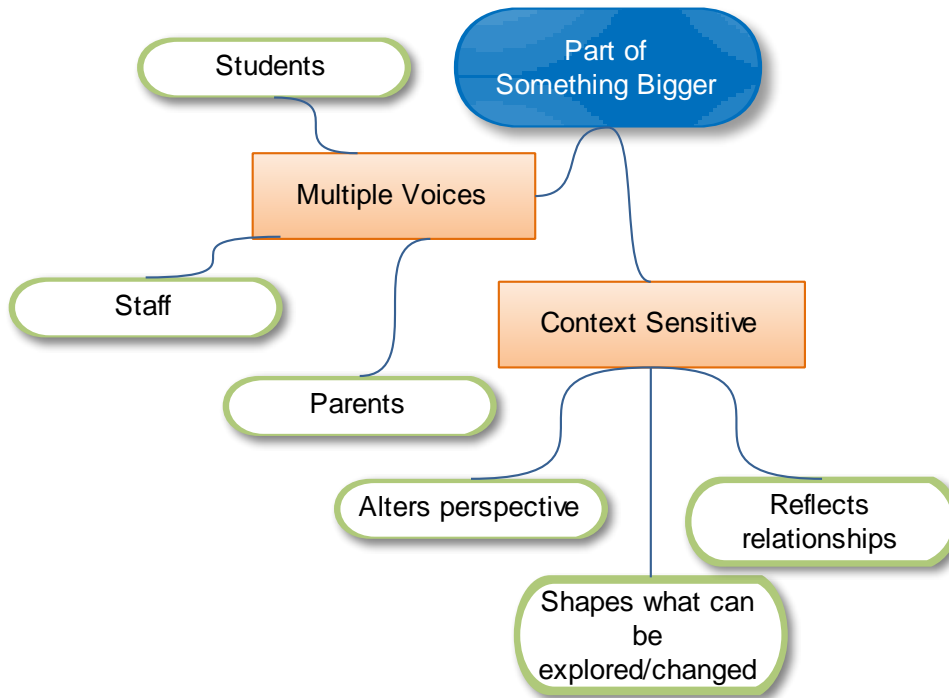 Part of
Something Bigger
Students
Multiple Voices
Staff
Parents
Context Sensitive
Alters perspective
Reflects
relationships
Shapes what can
be
explored/changed